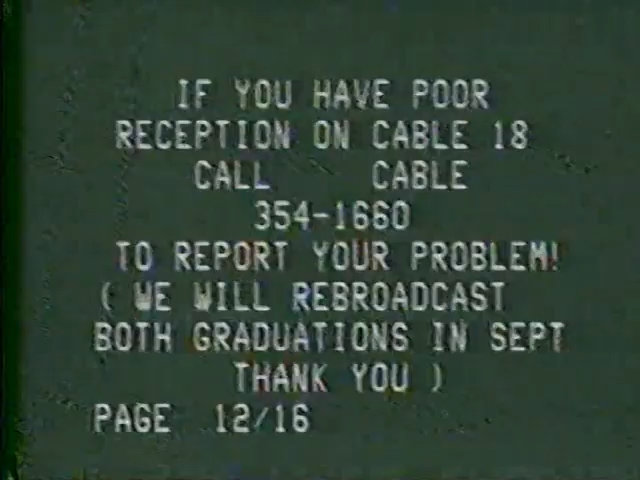 IF YOU HAVE POOR
RECEPTION ON CABLE 18
CALL CABLE
354-1660
TO REPORT YOUR PROBLEM!
( WE WILL REBROADCAST
BOTH GRADUATIONS IN SEPT
THANK YOU )
PAGE 12/16